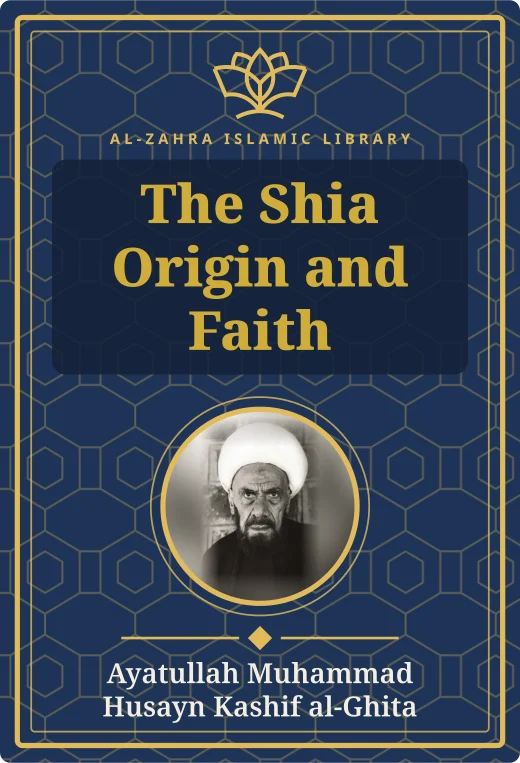 AL-ZAHRA ISLAMIC LIBRARY
The Shia
Origin and
Faith
Ayatullah Muhammad
Husayn Kashif al-Ghita